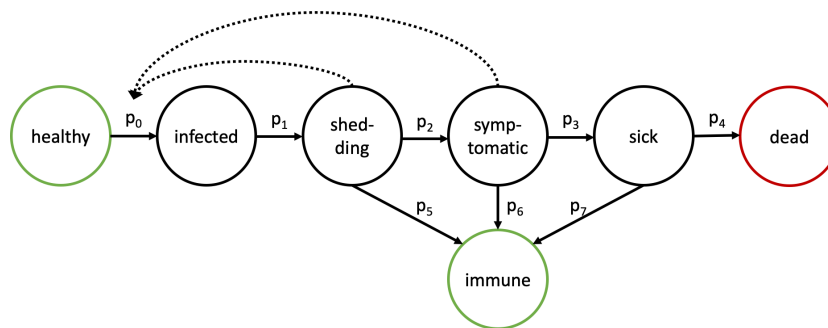 healthy
p0
infected
p1
shed-
ding
p2
symp-
tomatic
p3
sick
p4
dead
p5
p6
p7
immune